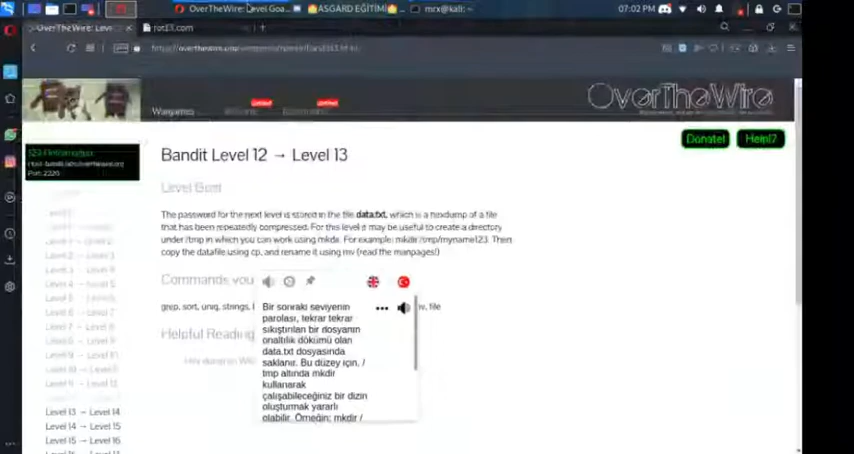 OverTheWire: Level Goa...
ASGARD EĞİTİMİ
mrx@kali: ~
07:02 PM
OverTheWire: Leve
rot13.com
OverTheWire
Wargames
Donate!
Help!?
Port: 2220
Bandit Level 12 → Level 13
Level Goal
The password for the next level is stored in the file data.txt, which is a hexdump of a file
that has been repeatedly compressed. For this level it may be useful to create a directory
under /tmp in which you can work using mkdir. For example: mkdir /tmp/myname123. Then
copy the datafile using cp, and rename it using mv (read the manpages!)
Commands you
grep, sort, uniq, strings,
mv, file
Helpful Reading
Bir sonraki seviyenin
parolası, tekrar tekrar
sıkıştırılan bir dosyanın
onaltılık dökümü olan
data.txt dosyasında
saklanır. Bu düzey için, /
tmp altında mkdir
kullanarak
çalışabileceğiniz bir dizin
oluşturmak yararlı
olabilir. Örneğin: mkdir /
Level 13 → Level 14
Level 14 → Level 15
Level 15 → Level 16